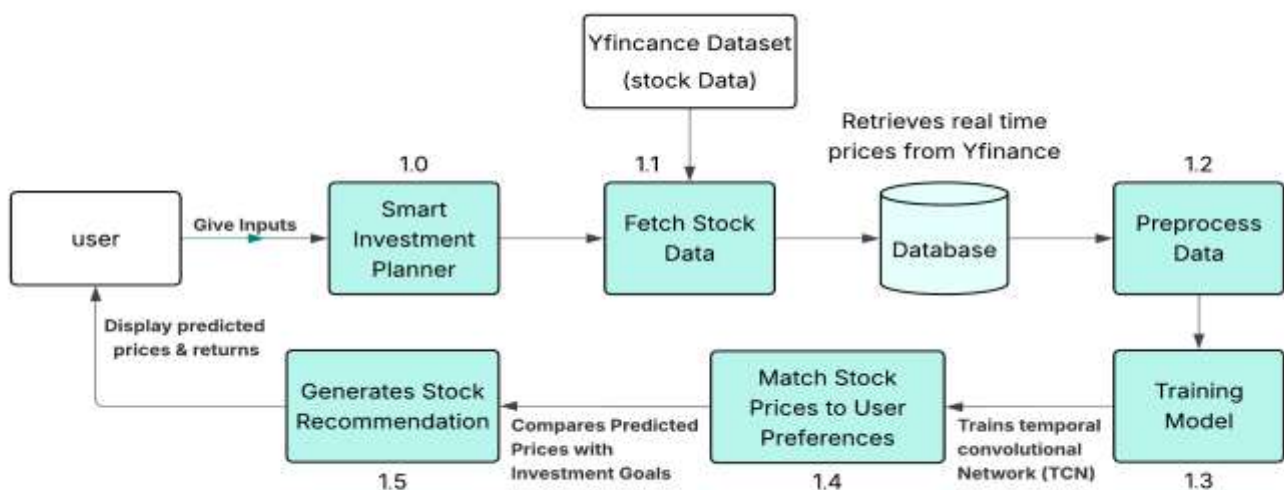 Yfincance Dataset
(stock Data)
Retrieves real time
prices from Yfinance
1.0
1.1
1.2
user
Give Inputs
Smart
Investment
Planner
Fetch Stock
Data
Database
Preprocess
Data
Display predicted
prices & returns
Generates Stock
Recommendation
1.5
Compares Predicted
Prices with
Investment Goals
Match Stock
Prices to User
Preferences
1.4
Trains temporal
convolutional
Network (TCN)
Training
Model
1.3